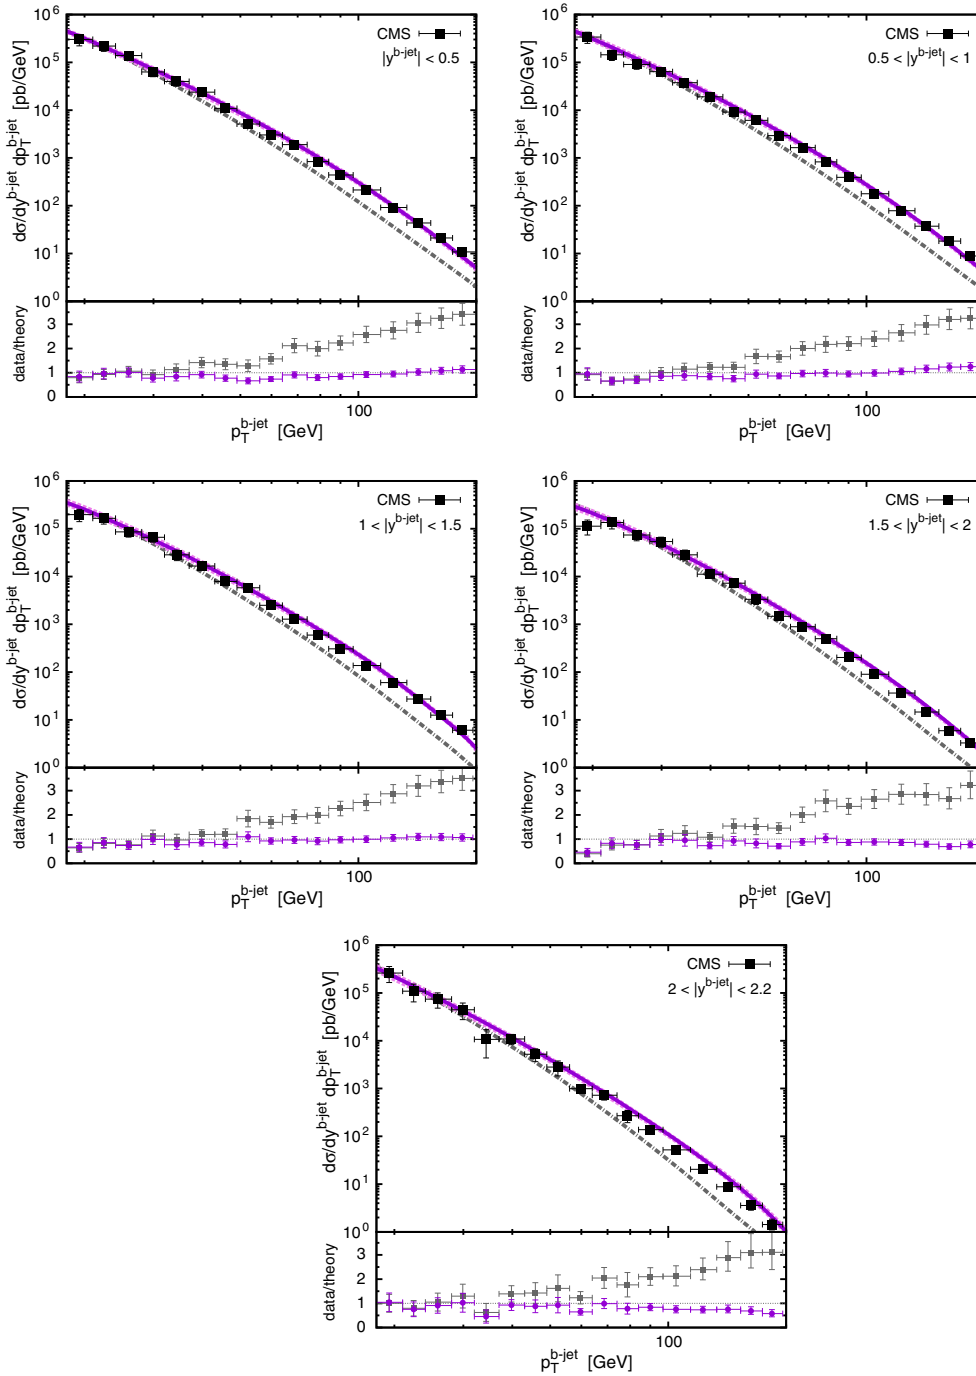 10^6
10^5
10^4
10^3
10^2
10^1
10^0
dσ/dy^b-jet dp_T^b-jet [pb/GeV]
CMS
|y^b-jet| < 0.5
3
2
1
0
data/theory
100
p_T^b-jet [GeV]
10^6
10^5
10^4
10^3
10^2
10^1
10^0
dσ/dy^b-jet dp_T^b-jet [pb/GeV]
CMS
0.5 < |y^b-jet| < 1
3
2
1
0
data/theory
100
p_T^b-jet [GeV]
10^6
10^5
10^4
10^3
10^2
10^1
10^0
dσ/dy^b-jet dp_T^b-jet [pb/GeV]
CMS
1 < |y^b-jet| < 1.5
3
2
1
0
data/theory
100
p_T^b-jet [GeV]
10^6
10^5
10^4
10^3
10^2
10^1
10^0
dσ/dy^b-jet dp_T^b-jet [pb/GeV]
CMS
1.5 < |y^b-jet| < 2
3
2
1
0
data/theory
100
p_T^b-jet [GeV]
10^6
10^5
10^4
10^3
10^2
10^1
10^0
dσ/dy^b-jet dp_T^b-jet [pb/GeV]
CMS
2 < |y^b-jet| < 2.2
3
2
1
0
data/theory
100
p_T^b-jet [GeV]